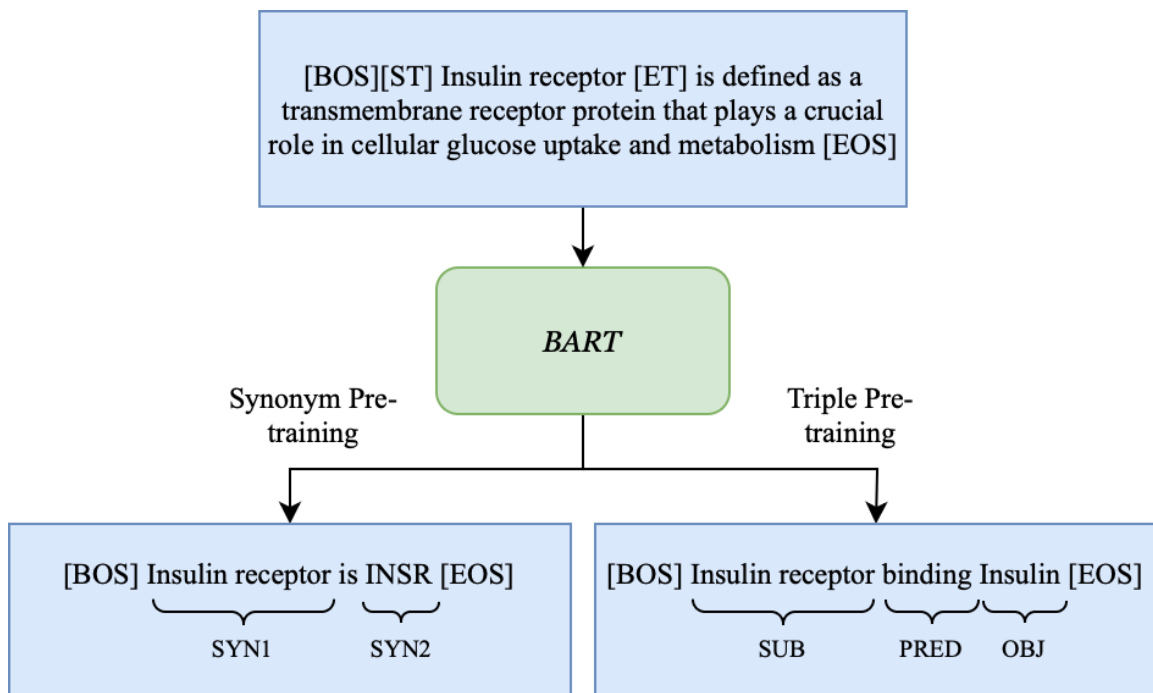 [BOS][ST] Insulin receptor [ET] is defined as a
transmembrane receptor protein that plays a crucial
role in cellular glucose uptake and metabolism [EOS]
BART
Synonym Pre-
training
Triple Pre-
training
[BOS] Insulin receptor is INSR [EOS]
SYN1 SYN2
[BOS] Insulin receptor binding Insulin [EOS]
SUB PRED OBJ